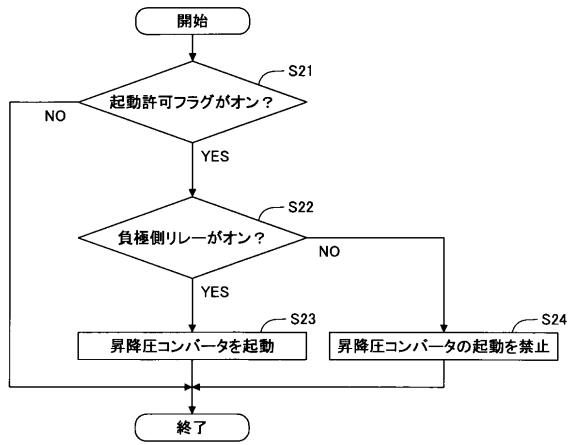 開始
S21
起動許可フラグがオン？
NO
YES
S22
負極側リレーがオン？
NO
YES
S23
昇降圧コンバータを起動
S24
昇降圧コンバータの起動を禁止
終了